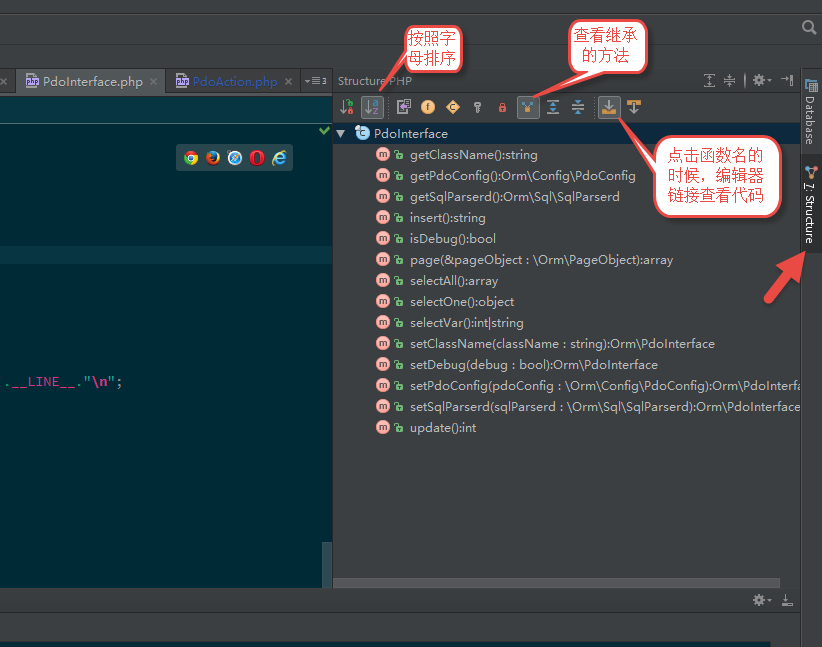 按照字
母排序
查看继承
的方法
PdoInterface.php
PdoAction.php
3
Structure: PHP
PdoInterface
getClassName():string
getPdoConfig():Orm\Config\PdoConfig
getSqlParserd():Orm\Sql\SqlParserd
insert():string
isDebug():bool
page(&pageObject : \Orm\PageObject):array
selectAll():array
selectOne():object
selectVar():int|string
setClassName(className : string):Orm\PdoInterface
setDebug(debug : bool):Orm\PdoInterface
setPdoConfig(pdoConfig : \Orm\Config\PdoConfig):Orm\PdoInterfa
setSqlParserd(sqlParserd : \Orm\Sql\SqlParserd):Orm\PdoInterface
update():int
点击函数名的
时候，编辑器
链接查看代码
Database
7: Structure
.__LINE__."\n";